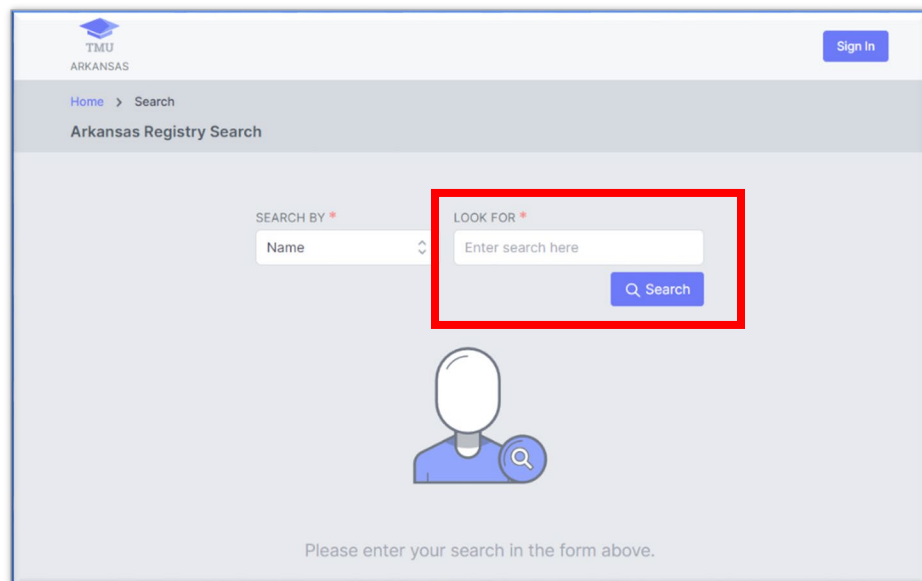 TMU
ARKANSAS
Sign In
Home > Search
Arkansas Registry Search
SEARCH BY *
LOOK FOR *
Name
Enter search here
Search
Please enter your search in the form above.